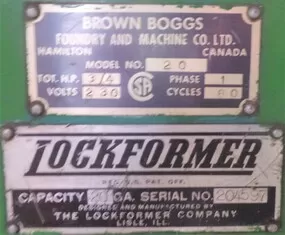 BROWN BOGGS
FOUNDRY AND MACHINE CO. LTD.
HAMILTON CANADA
MODEL NO. 20
TOT. H.P. 3/4 PHASE 1
VOLTS 230 SA CYCLES 60
LOCKFORMER
REG. U.S. PAT. OFF.
CAPACITY GA. SERIAL NO. 204597
DESIGNED AND MANUFACTURED BY
THE LOCKFORMER COMPANY
LISLE, ILL.